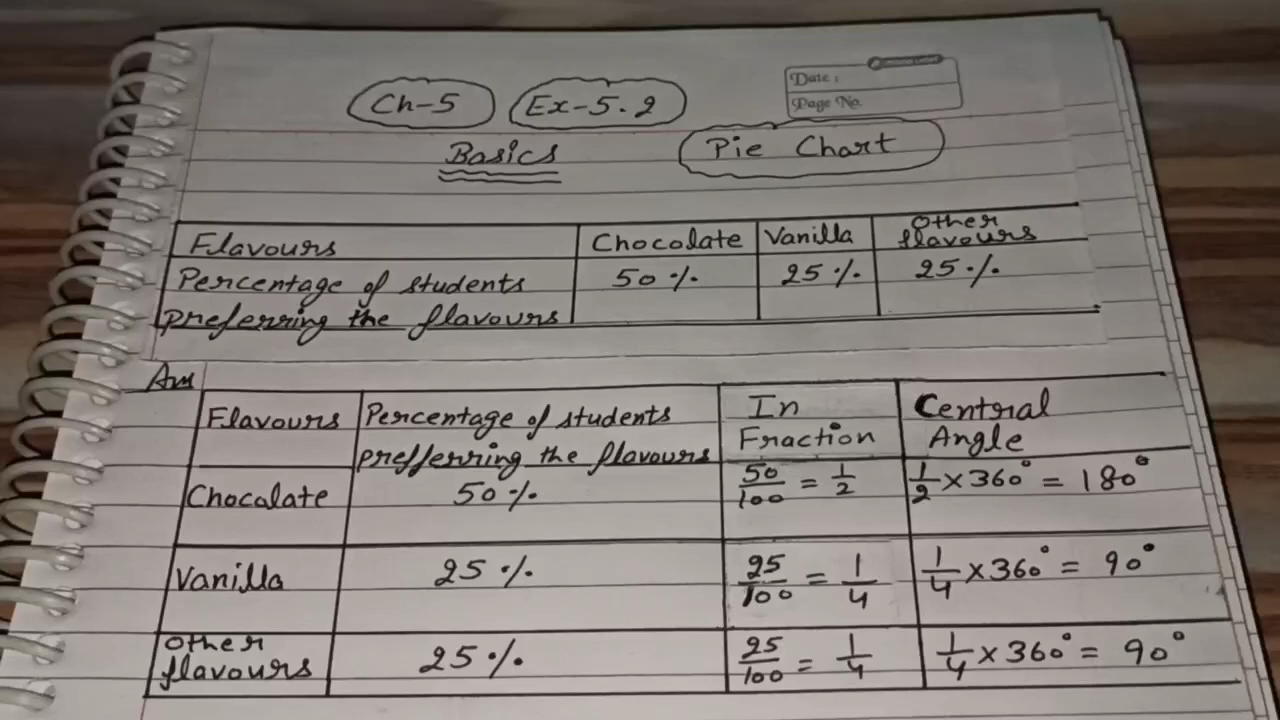 Ch-5 Ex-5.2
Date :
Page No.
Basics Pie Chart
Flavours Chocolate Vanilla Other flavours
Percentage of students preferring the flavours 50% 25% 25%
Ans
Flavours Percentage of students prefferring the flavours In Fraction Central Angle
Chocalate 50% 50/100 = 1/2 1/2 × 360° = 180°
Vanilla 25% 25/100 = 1/4 1/4 × 360° = 90°
Other flavours 25% 25/100 = 1/4 1/4 × 360° = 90°